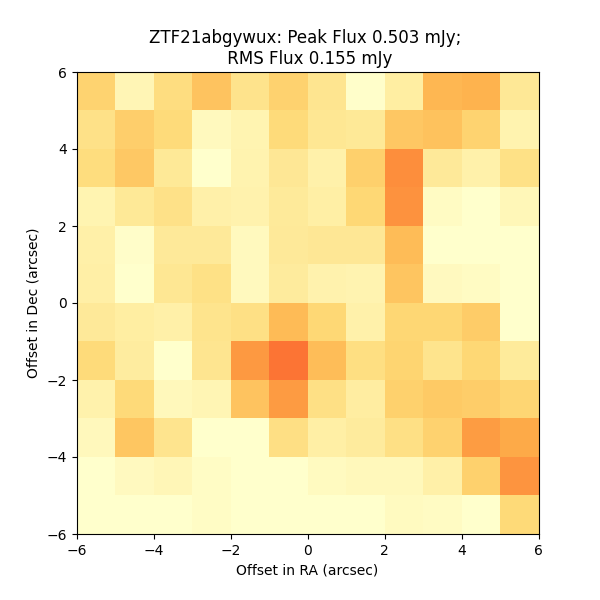 ZTF21abgywux: Peak Flux 0.503 mJy;
RMS Flux 0.155 mJy
6
4
2
0
−2
−4
−6
Offset in Dec (arcsec)
−6 −4 −2 0 2 4 6
Offset in RA (arcsec)